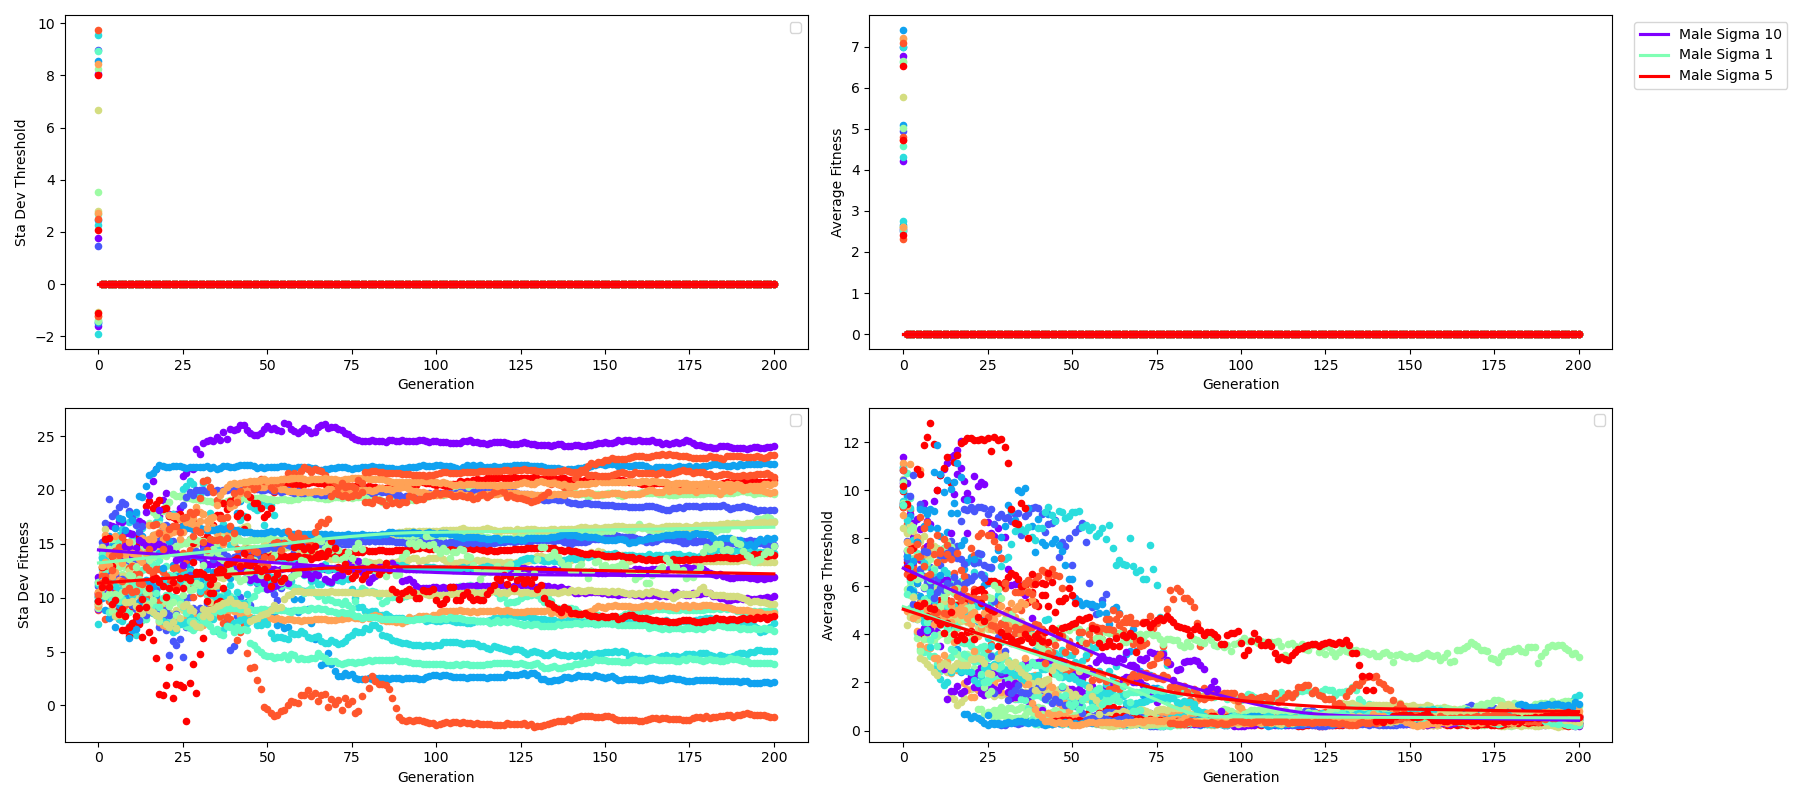 10
8
6
4
2
0
−2
Sta Dev Threshold
0 25 50 75 100 125 150 175 200
Generation
7
6
5
4
3
2
1
0
Average Fitness
0 25 50 75 100 125 150 175 200
Generation
Male Sigma 10
Male Sigma 1
Male Sigma 5
25
20
15
10
5
0
Sta Dev Fitness
0 25 50 75 100 125 150 175 200
Generation
12
10
8
6
4
2
0
Average Threshold
0 25 50 75 100 125 150 175 200
Generation